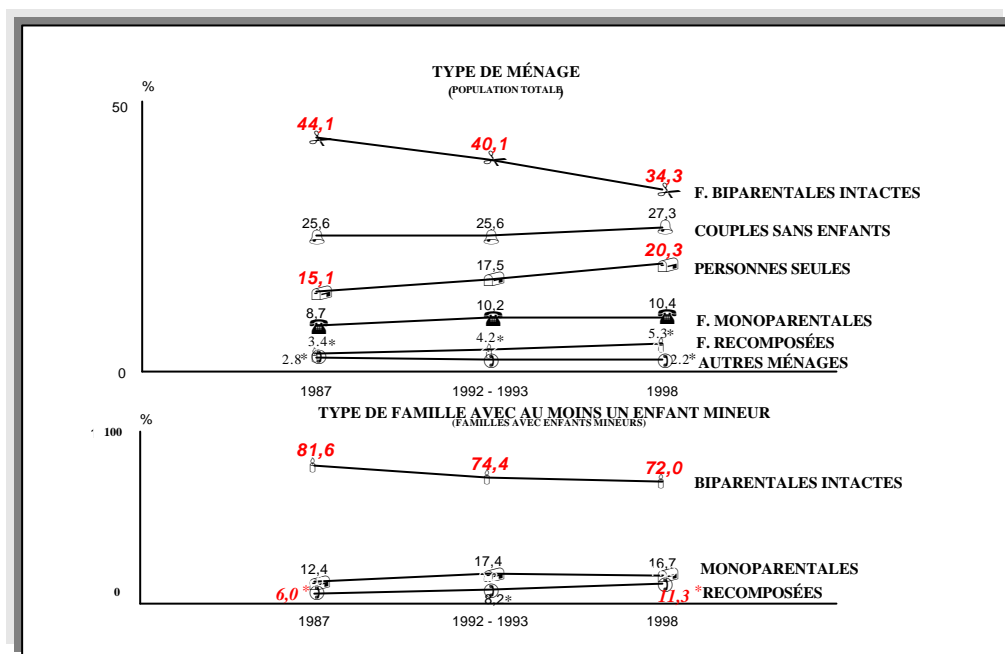 TYPE DE MÉNAGE
(POPULATION TOTALE)
%
50
44,1
40,1
34,3
F. BIPARENTALES INTACTES
25,6
25,6
27,3
COUPLES SANS ENFANTS
15,1
17,5
20,3
PERSONNES SEULES
8,7
10,2
10,4
F. MONOPARENTALES
3.4*
4.2*
5.3*
F. RECOMPOSÉES
2.8*
2.2*
AUTRES MÉNAGES
0
1987
1992 - 1993
1998
TYPE DE FAMILLE AVEC AU MOINS UN ENFANT MINEUR
(FAMILLES AVEC ENFANTS MINEURS)
%
100
81,6
74,4
72,0
BIPARENTALES INTACTES
12,4
17,4
16,7
MONOPARENTALES
0
6,0 *
8,2*
11,3 *
RECOMPOSÉES
1987
1992 - 1993
1998